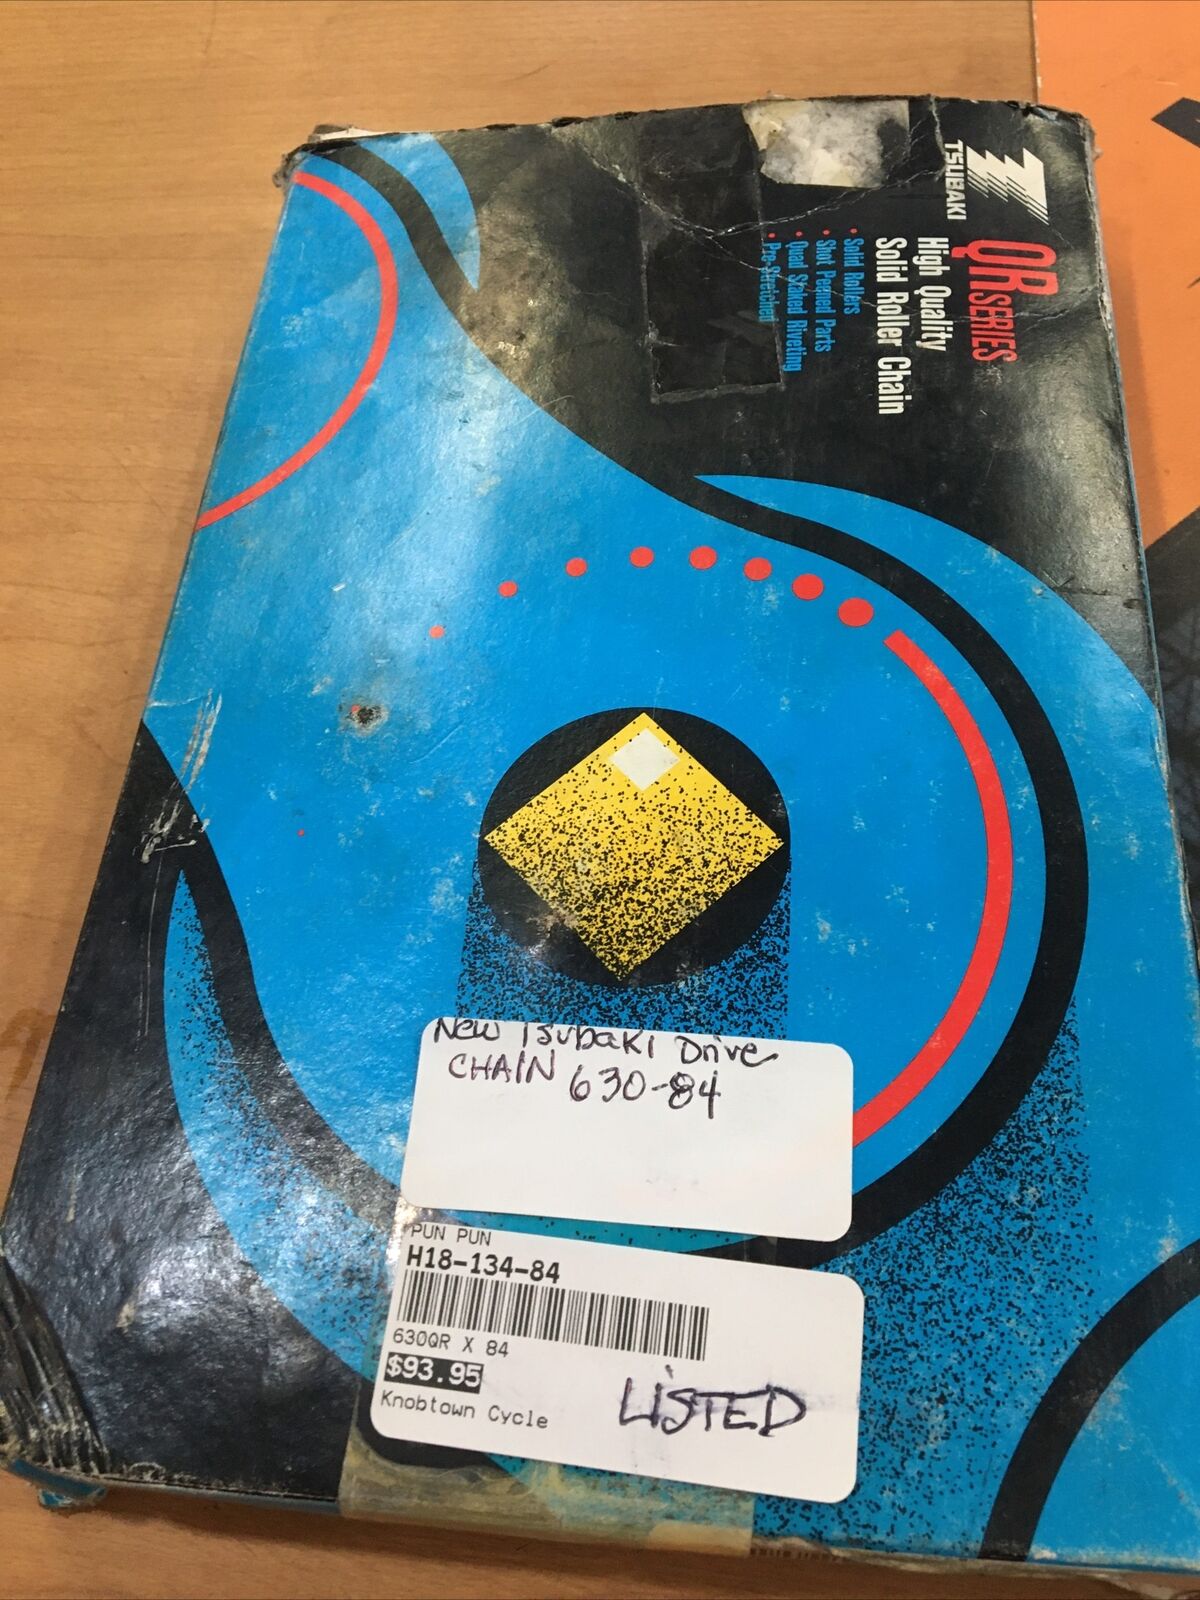 TSUBAKI
QR SERIES
High Quality
Solid Roller Chain
• Solid Rollers
• Shot Peened Parts
• Quad Staked Riveting
• Pre-Stretched
New Tsubaki Drive
CHAIN 630-84
PUN PUN
H18-134-84
630QR X 84
$93.95
Knobtown Cycle
LISTED